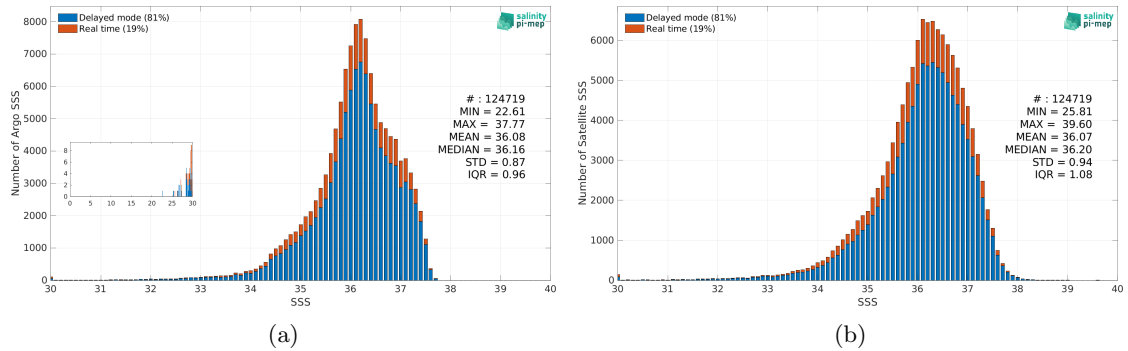 Delayed mode (81%)
Real time (19%)
salinity
pi-mep
# : 124719
MIN = 22.61
MAX = 37.77
MEAN = 36.08
MEDIAN = 36.16
STD = 0.87
IQR = 0.96
Number of Argo SSS
8000
7000
6000
5000
4000
3000
2000
1000
0
8
6
4
2
0
0 5 10 15 20 25 30
30 31 32 33 34 35 36 37 38 39 40
SSS
(a)
Delayed mode (81%)
Real time (19%)
salinity
pi-mep
# : 124719
MIN = 25.81
MAX = 39.60
MEAN = 36.07
MEDIAN = 36.20
STD = 0.94
IQR = 1.08
Number of Satellite SSS
6000
5000
4000
3000
2000
1000
0
30 31 32 33 34 35 36 37 38 39 40
SSS
(b)